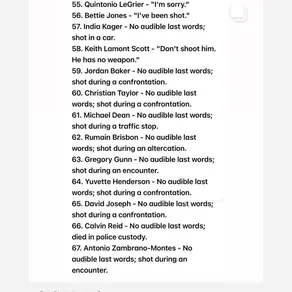 55. Quintonio LeGrier - "I'm sorry."
56. Bettie Jones - "I've been shot."
57. India Kager - No audible last words;
shot in a car.
58. Keith Lamont Scott - "Don't shoot him.
He has no weapon."
59. Jordan Baker - No audible last words;
shot during a confrontation.
60. Christian Taylor - No audible last
words; shot during a confrontation.
61. Michael Dean - No audible last words;
shot during a traffic stop.
62. Rumain Brisbon - No audible last
words; shot during an altercation.
63. Gregory Gunn - No audible last words;
shot during an encounter.
64. Yuvette Henderson - No audible last
words; shot during a confrontation.
65. David Joseph - No audible last words;
shot during a confrontation.
66. Calvin Reid - No audible last words;
died in police custody.
67. Antonio Zambrano-Montes - No
audible last words; shot during an
encounter.